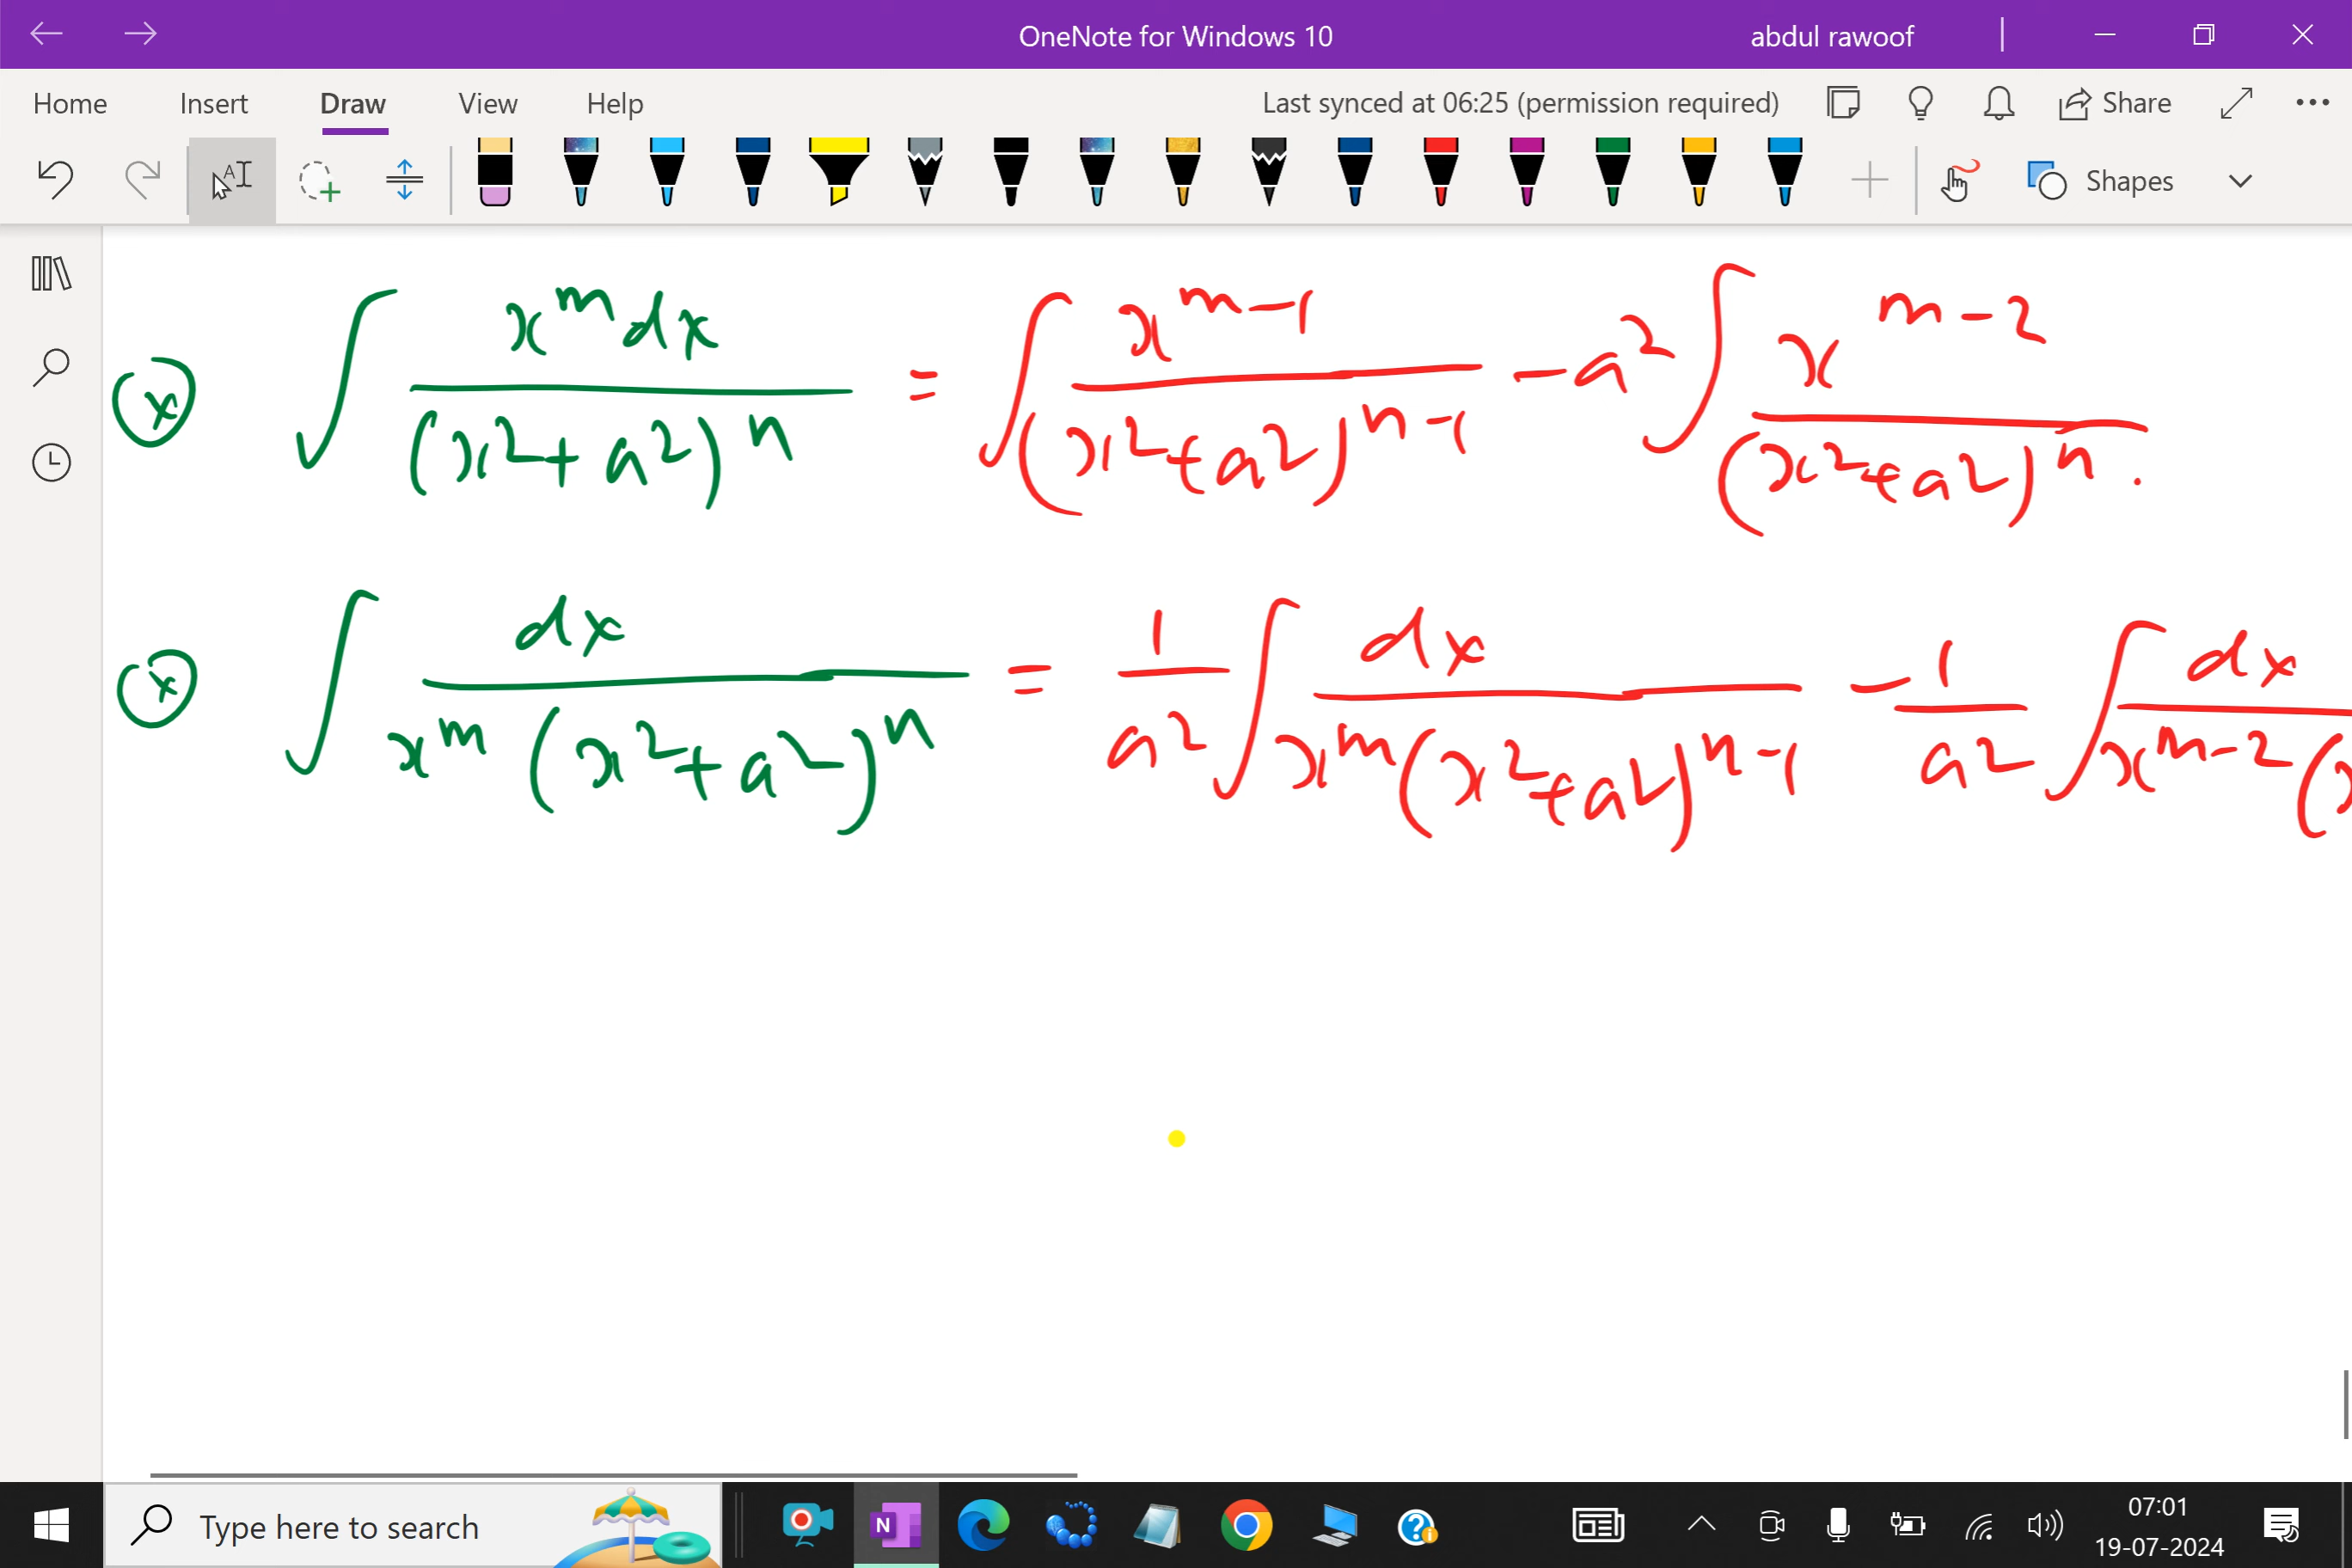 OneNote for Windows 10 abdul rawoof
Home Insert Draw View Help Last synced at 06:25 (permission required) Share
Shapes
(x) ∫ x^m dx / (x²+a²)^n = ∫ x^(m-1) / (x²+a²)^(n-1) - a² ∫ x^(m-2) / (x²+a²)^n .
(x) ∫ dx / x^m (x²+a²)^n = 1/a² ∫ dx / x^m (x²+a²)^(n-1) - 1/a² ∫ dx / x^(m-2) (
Type here to search
07:01
19-07-2024